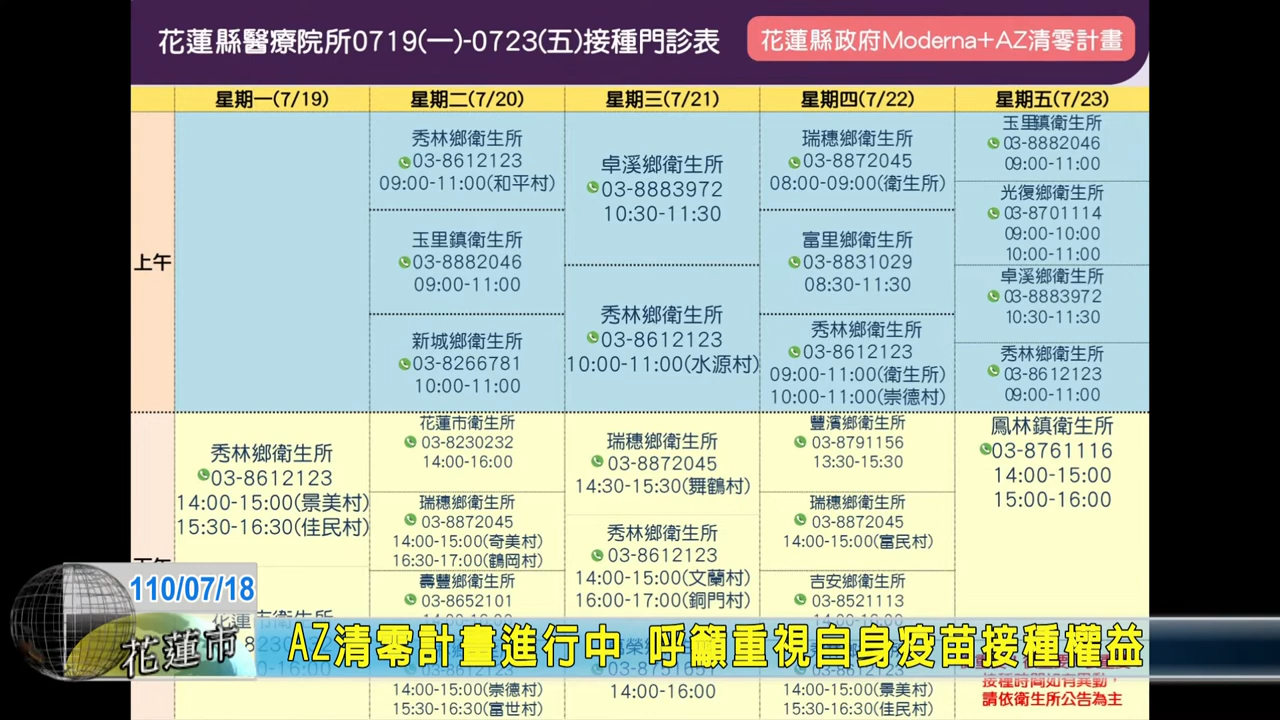 花蓮縣醫療院所0719(一)-0723(五)接種門診表
花蓮縣政府Moderna+AZ清零計畫
星期一(7/19)
星期二(7/20)
星期三(7/21)
星期四(7/22)
星期五(7/23)
上午
秀林鄉衛生所
03-8612123
09:00-11:00(和平村)
玉里鎮衛生所
03-8882046
09:00-11:00
新城鄉衛生所
03-8266781
10:00-11:00
卓溪鄉衛生所
03-8883972
10:30-11:30
秀林鄉衛生所
03-8612123
10:00-11:00(水源村)
瑞穗鄉衛生所
03-8872045
08:00-09:00(衛生所)
富里鄉衛生所
03-8831029
08:30-11:30
秀林鄉衛生所
03-8612123
09:00-11:00(衛生所)
10:00-11:00(崇德村)
玉里鎮衛生所
03-8882046
09:00-11:00
光復鄉衛生所
03-8701114
09:00-10:00
10:00-11:00
卓溪鄉衛生所
03-8883972
10:30-11:30
秀林鄉衛生所
03-8612123
09:00-11:00
秀林鄉衛生所
03-8612123
14:00-15:00(景美村)
15:30-16:30(佳民村)
花蓮市衛生所
03-8230232
14:00-16:00
瑞穗鄉衛生所
03-8872045
14:00-15:00(奇美村)
16:30-17:00(鶴岡村)
壽豐鄉衛生所
03-8652101
14:00-15:00(崇德村)
15:30-16:30(富世村)
瑞穗鄉衛生所
03-8872045
14:30-15:30(舞鶴村)
秀林鄉衛生所
03-8612123
14:00-15:00(文蘭村)
16:00-17:00(銅門村)
14:00-16:00
豐濱鄉衛生所
03-8791156
13:30-15:30
瑞穗鄉衛生所
03-8872045
14:00-15:00(富民村)
吉安鄉衛生所
03-8521113
14:00-15:00(景美村)
15:30-16:30(佳民村)
鳳林鎮衛生所
03-8761116
14:00-15:00
15:00-16:00
接種時間如有異動，
請依衛生所公告為主
110/07/18
花蓮市
AZ清零計畫進行中 呼籲重視自身疫苗接種權益